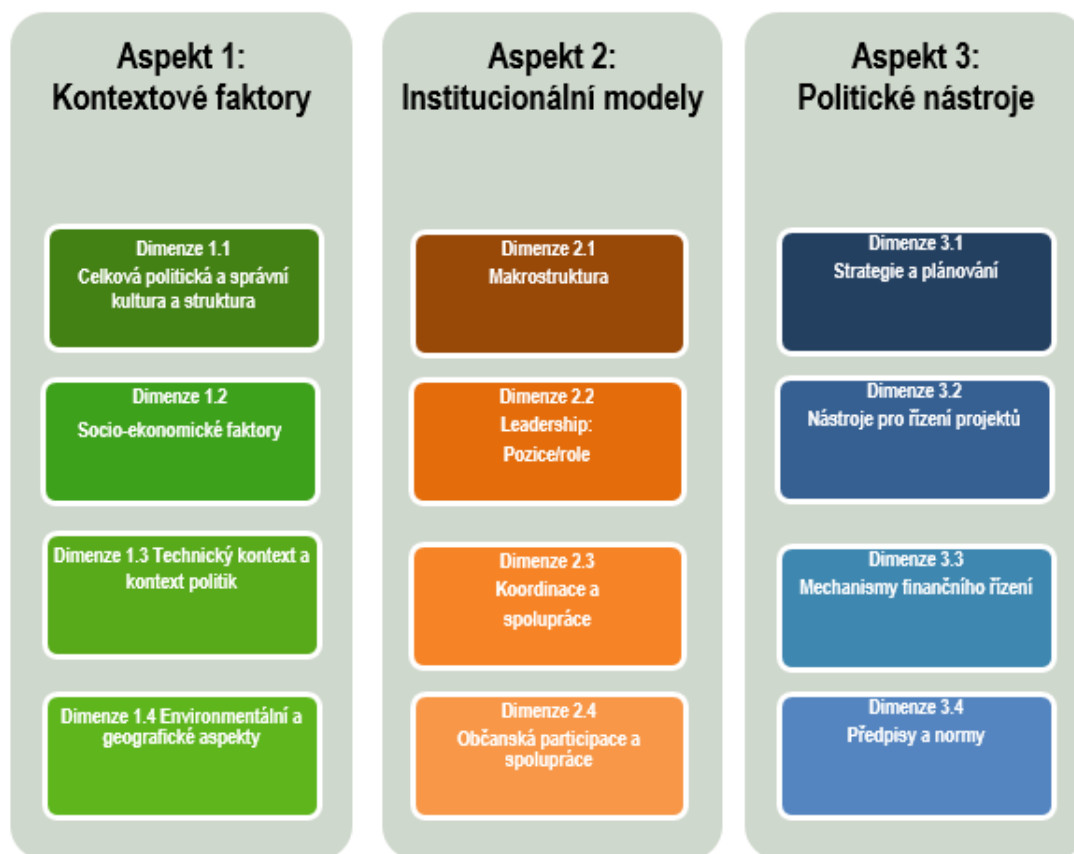 Aspekt 1:
Kontextové faktory
Dimenze 1.1
Celková politická a správní
kultura a struktura
Dimenze 1.2
Socio-ekonomické faktory
Dimenze 1.3 Technický kontext a
kontext politik
Dimenze 1.4 Environmentální a
geografické aspekty
Aspekt 2:
Institucionální modely
Dimenze 2.1
Makrostruktura
Dimenze 2.2
Leadership:
Pozice/role
Dimenze 2.3
Koordinace a
spolupráce
Dimenze 2.4
Občanská participace a
spolupráce
Aspekt 3:
Politické nástroje
Dimenze 3.1
Strategie a plánování
Dimenze 3.2
Nástroje pro řízení projektů
Dimenze 3.3
Mechanismy finančního řízení
Dimenze 3.4
Předpisy a normy